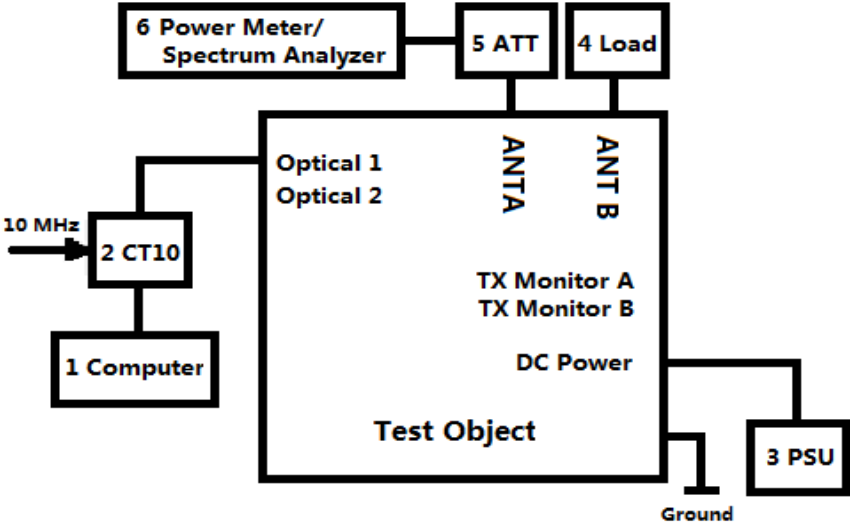 6 Power Meter/
Spectrum Analyzer
5 ATT
4 Load
Optical 1
Optical 2
ANTA
ANT B
10 MHz
2 CT10
TX Monitor A
TX Monitor B
1 Computer
DC Power
Test Object
3 PSU
Ground